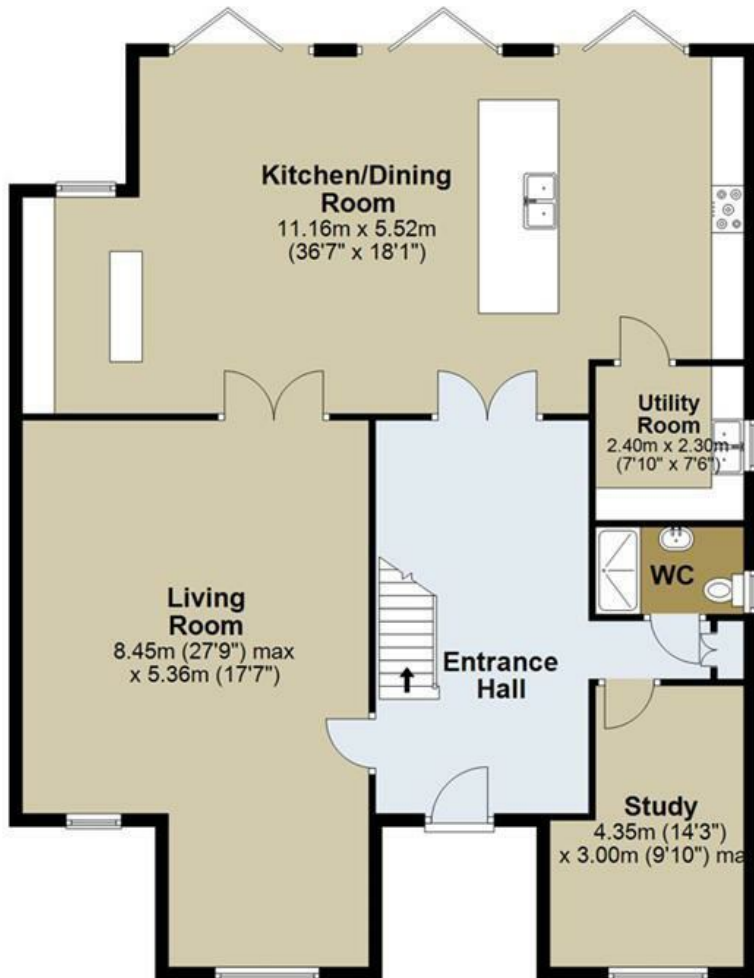 Kitchen/Dining
Room
11.16m x 5.52m
(36'7" x 18'1")
Utility
Room
2.40m x 2.30m
(7'10" x 7'6")
WC
Living
Room
8.45m (27'9") max
x 5.36m (17'7")
Entrance
Hall
Study
4.35m (14'3")
x 3.00m (9'10") ma